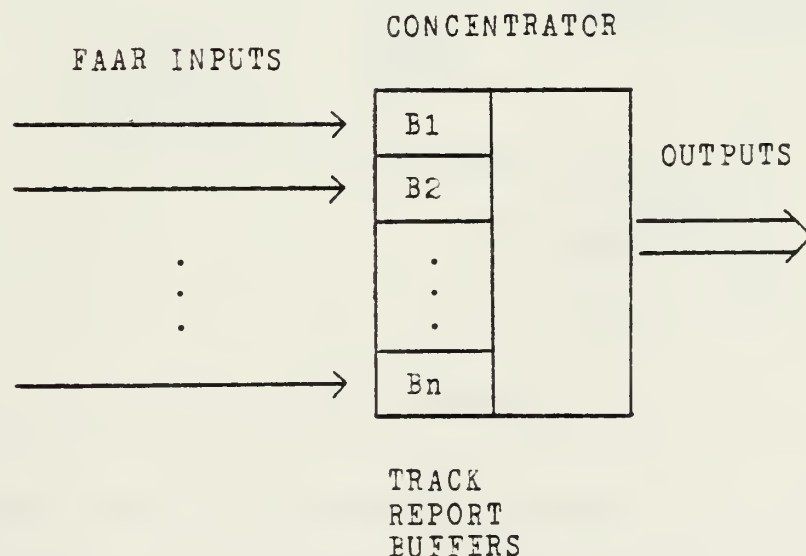 CONCENTRATOR
FAAR INPUTS
B1
OUTPUTS
B2
Bn
TRACK
REPORT
BUFFERS